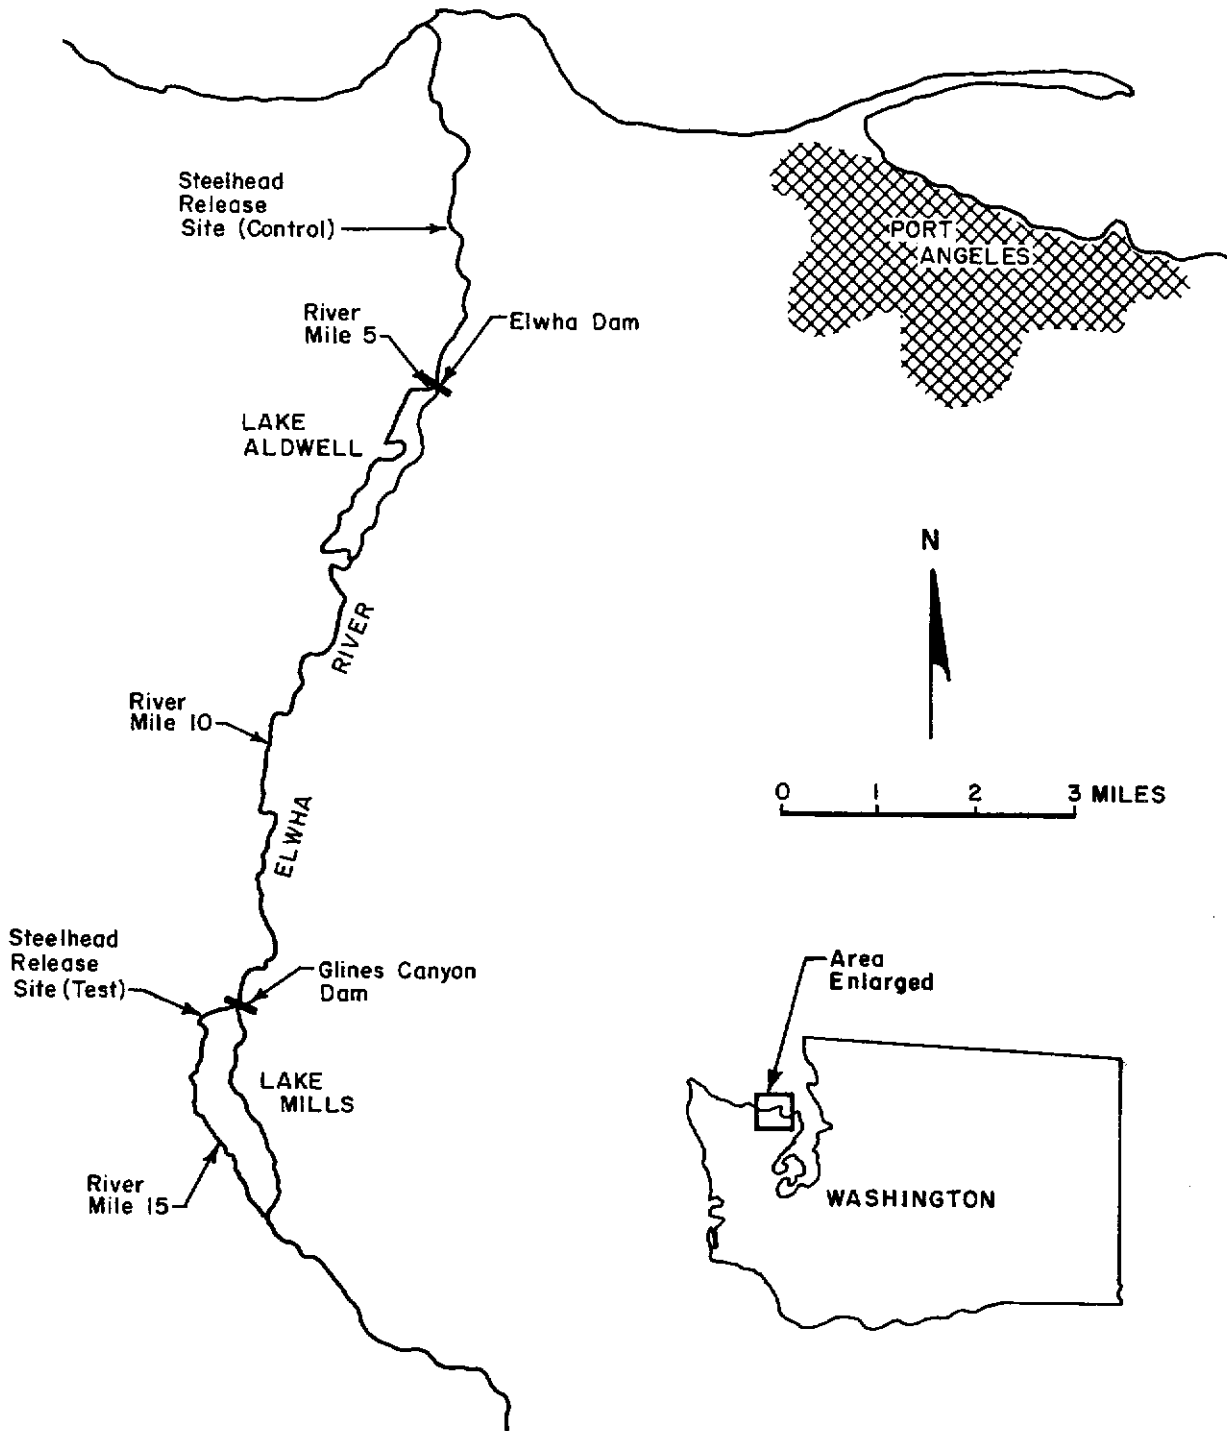 Steelhead
Release
Site (Control)
PORT
ANGELES
River
Mile 5
Elwha Dam
LAKE
ALDWELL
N
RIVER
River
Mile 10
0 1 2 3 MILES
ELWHA
Steelhead
Release
Site (Test)
Glines Canyon
Dam
Area
Enlarged
LAKE
MILLS
River
Mile 15
WASHINGTON